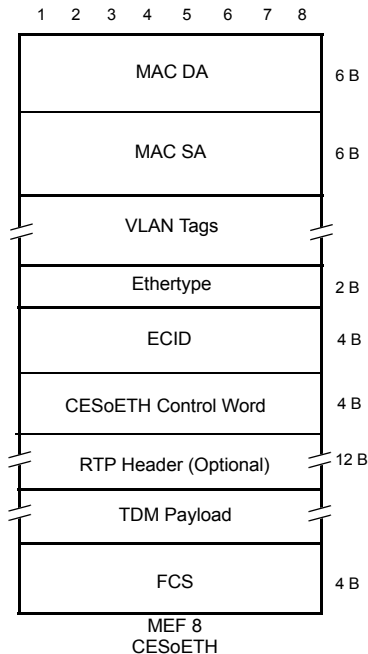 1 2 3 4 5 6 7 8
MAC DA 6 B
MAC SA 6 B
VLAN Tags
Ethertype 2 B
ECID 4 B
CESoETH Control Word 4 B
RTP Header (Optional) 12 B
TDM Payload
FCS 4 B
MEF 8
CESoETH